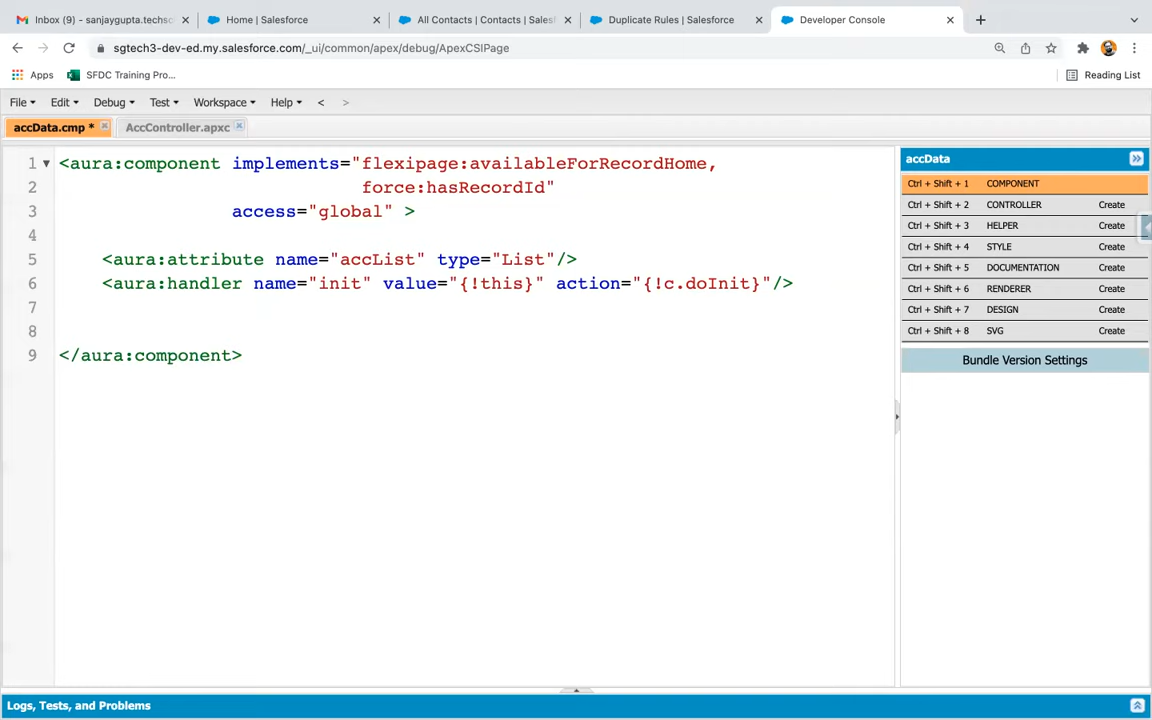 Inbox (9) - sanjaygupta.techsc
Home | Salesforce
All Contacts | Contacts | Sales
Duplicate Rules | Salesforce
Developer Console
sgtech3-dev-ed.my.salesforce.com/_ui/common/apex/debug/ApexCSIPage
Apps
SFDC Training Pro...
Reading List
File
Edit
Debug
Test
Workspace
Help
<
>
accData.cmp *
AccController.apxc
1 <aura:component implements="flexipage:availableForRecordHome,
2 force:hasRecordId"
3 access="global" >
4
5 <aura:attribute name="accList" type="List"/>
6 <aura:handler name="init" value="{!this}" action="{!c.doInit}"/>
7
8
9 </aura:component>
accData
Ctrl + Shift + 1 COMPONENT
Ctrl + Shift + 2 CONTROLLER Create
Ctrl + Shift + 3 HELPER Create
Ctrl + Shift + 4 STYLE Create
Ctrl + Shift + 5 DOCUMENTATION Create
Ctrl + Shift + 6 RENDERER Create
Ctrl + Shift + 7 DESIGN Create
Ctrl + Shift + 8 SVG Create
Bundle Version Settings
Logs, Tests, and Problems